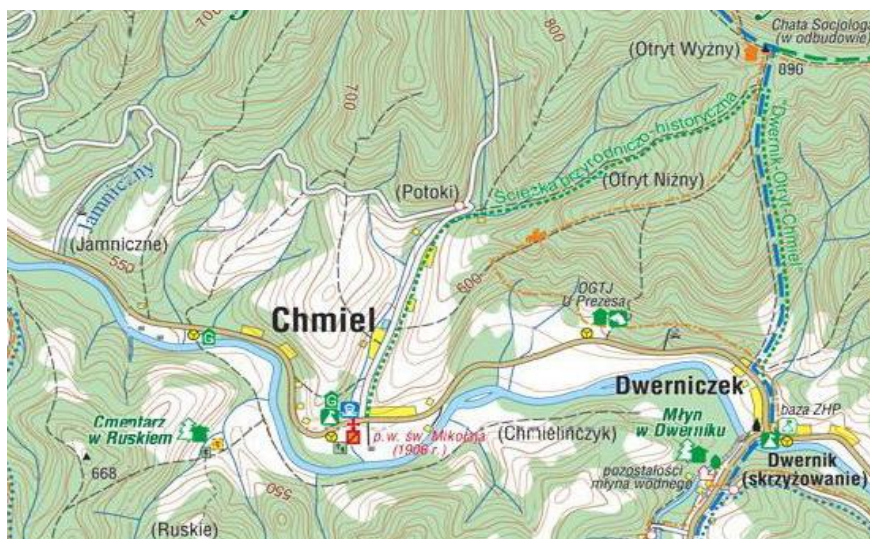 700
800
Chata Socjologa
(w odbudowie)
(Otryt Wyżny)
896
700
Ścieżka przyrodniczo-historyczna
"Dwernik-Otryt-Chmiel"
(Potoki)
(Otryt Niżny)
Jamniczny
(Jamniczne)
550
600
OGTJ
U Prezesa
Chmiel
G
Dwerniczek
G
baza ZHP
Cmentarz
w Ruskiem
p.w. św. Mikołaja
(1906 r.)
(Chmielińczyk)
Młyn
w Dwerniku
668
550
pozostałości
młyna wodnego
Dwernik
(skrzyżowanie)
(Ruskie)